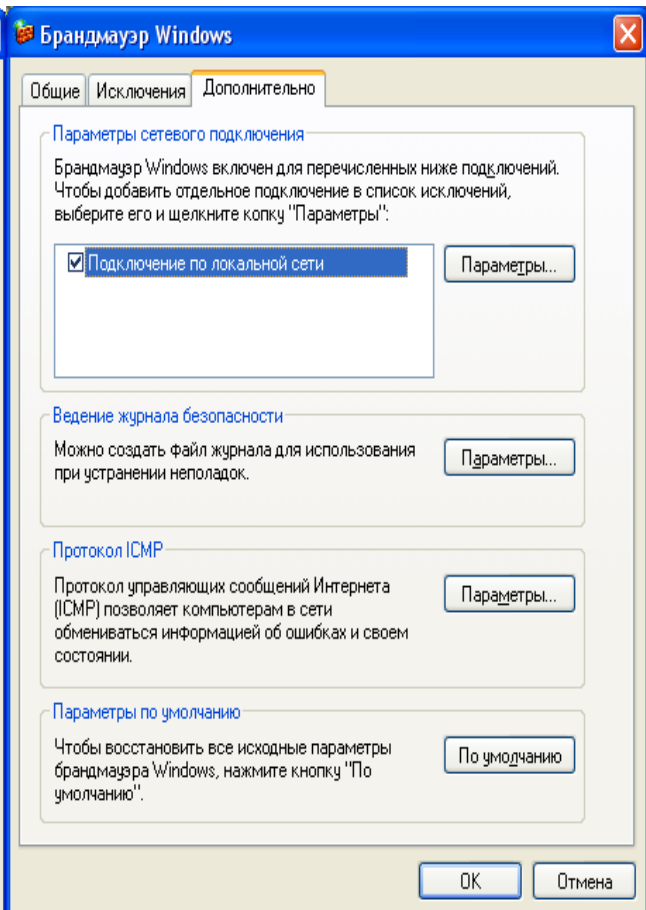 Брандмауэр Windows
Общие Исключения Дополнительно
Параметры сетевого подключения
Брандмауэр Windows включен для перечисленных ниже подключений.
Чтобы добавить отдельное подключение в список исключений,
выберите его и щелкните копку "Параметры":
Подключение по локальной сети
Параметры...
Ведение журнала безопасности
Можно создать файл журнала для использования
при устранении неполадок.
Параметры...
Протокол ICMP
Протокол управляющих сообщений Интернета
(ICMP) позволяет компьютерам в сети
обмениваться информацией об ошибках и своем
состоянии.
Параметры...
Параметры по умолчанию
Чтобы восстановить все исходные параметры
брандмауэра Windows, нажмите кнопку "По
умолчанию".
По умолчанию
OK Отмена